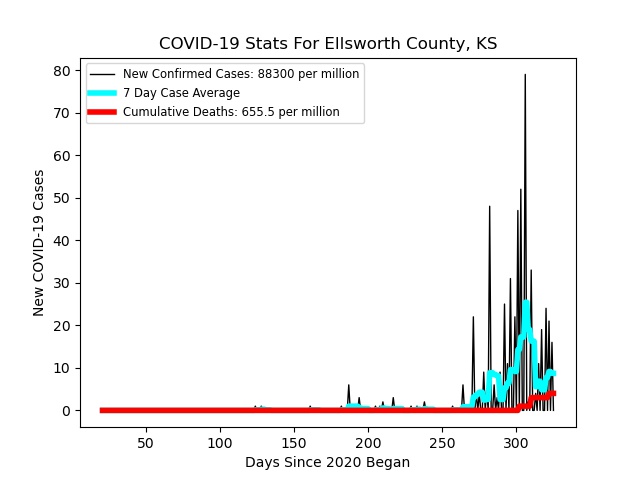 COVID-19 Stats For Ellsworth County, KS
New Confirmed Cases: 88300 per million
7 Day Case Average
Cumulative Deaths: 655.5 per million
80
70
60
50
40
30
20
10
0
New COVID-19 Cases
50 100 150 200 250 300
Days Since 2020 Began